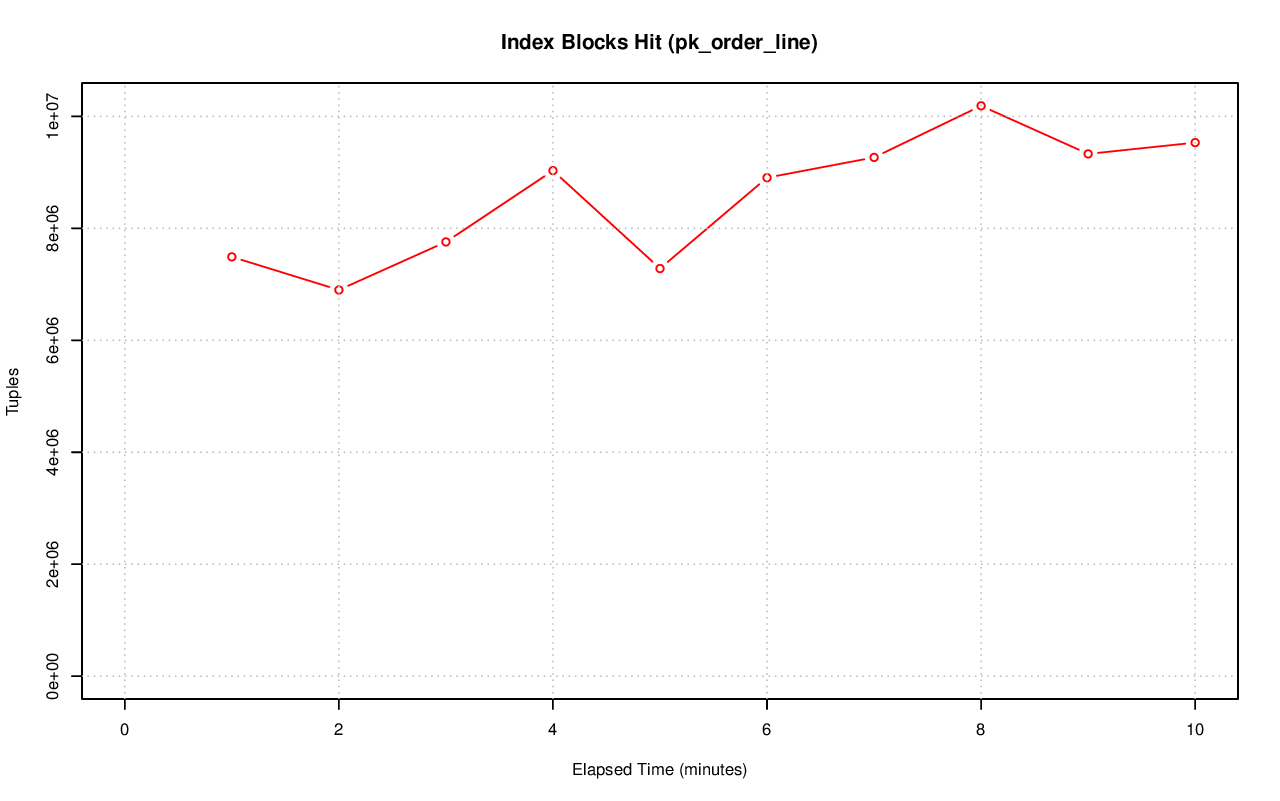 Index Blocks Hit (pk_order_line)
Tuples
1e+07
8e+06
6e+06
4e+06
2e+06
0e+00
0 2 4 6 8 10
Elapsed Time (minutes)